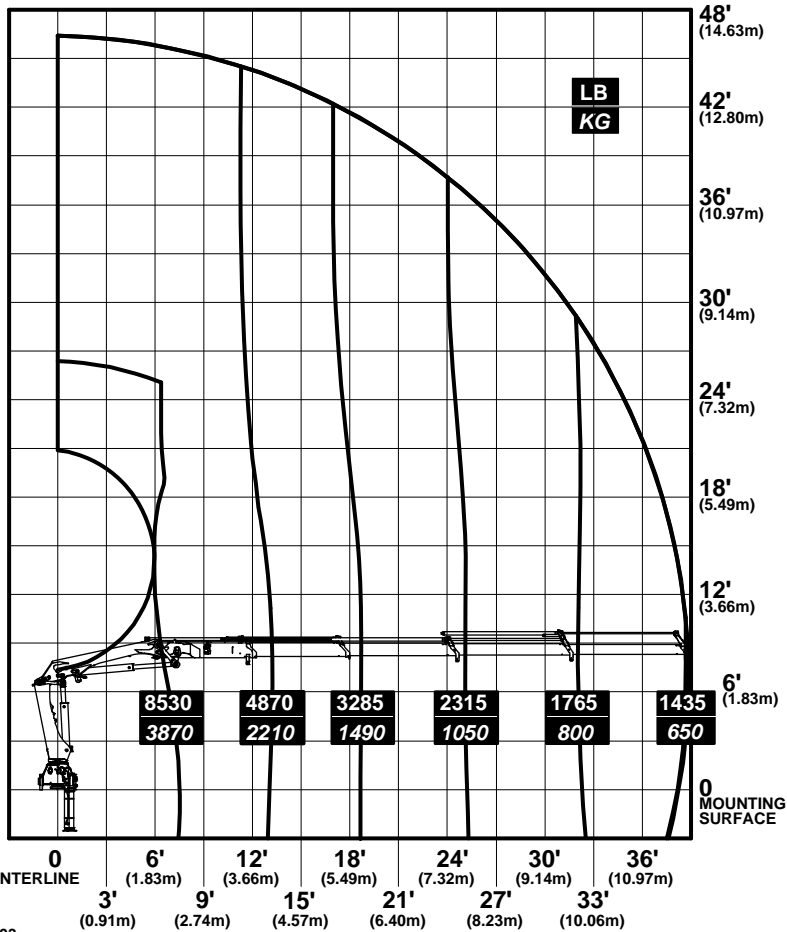 48'
(14.63m)
LB
KG
42'
(12.80m)
36'
(10.97m)
30'
(9.14m)
24'
(7.32m)
18'
(5.49m)
12'
(3.66m)
6'
(1.83m)
8530 4870 3285 2315 1765 1435
3870 2210 1490 1050 800 650
0
MOUNTING
SURFACE
0 6' 12' 18' 24' 30' 36'
NTERLINE (1.83m) (3.66m) (5.49m) (7.32m) (9.14m) (10.97m)
3' 9' 15' 21' 27' 33'
(0.91m) (2.74m) (4.57m) (6.40m) (8.23m) (10.06m)